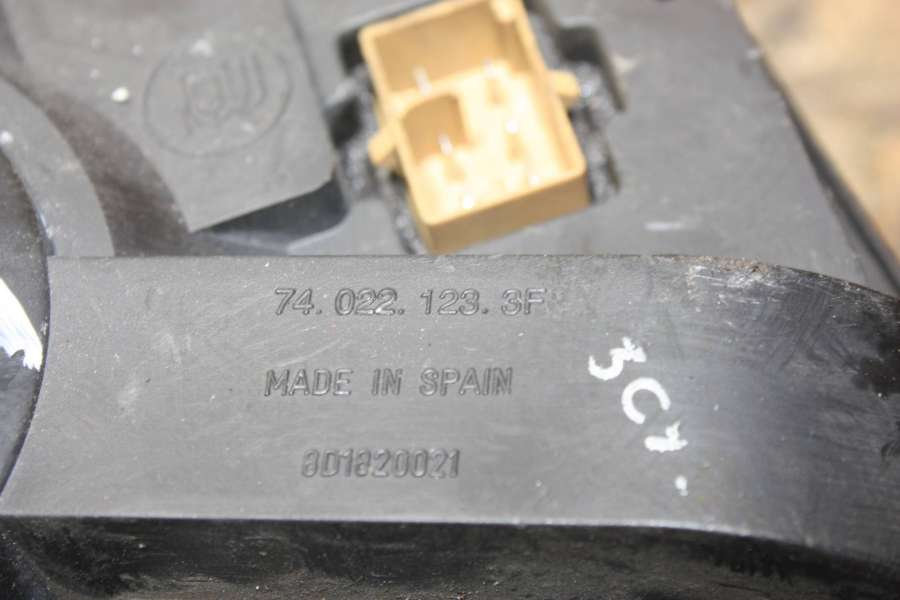 74. 022. 123. 3F
MADE IN SPAIN
8D1820021
3C